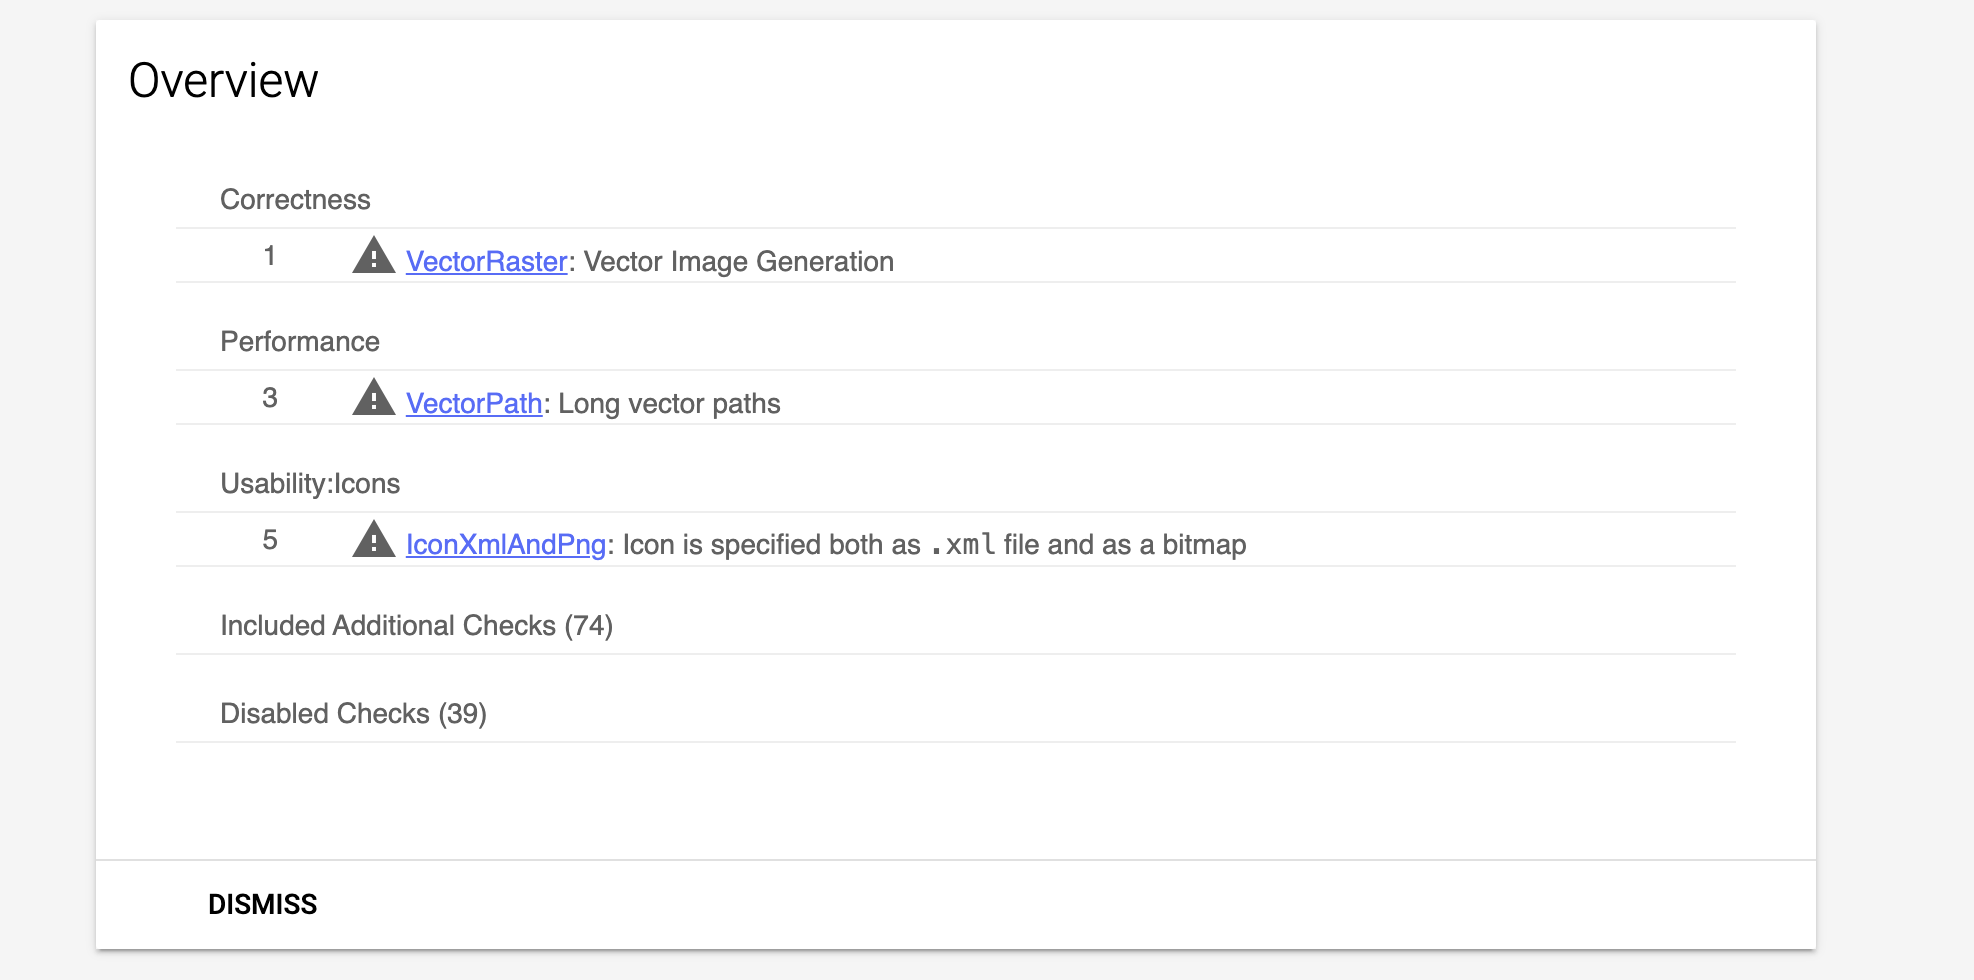 Overview
Correctness
1 VectorRaster: Vector Image Generation
Performance
3 VectorPath: Long vector paths
Usability:Icons
5 IconXmlAndPng: Icon is specified both as .xml file and as a bitmap
Included Additional Checks (74)
Disabled Checks (39)
DISMISS